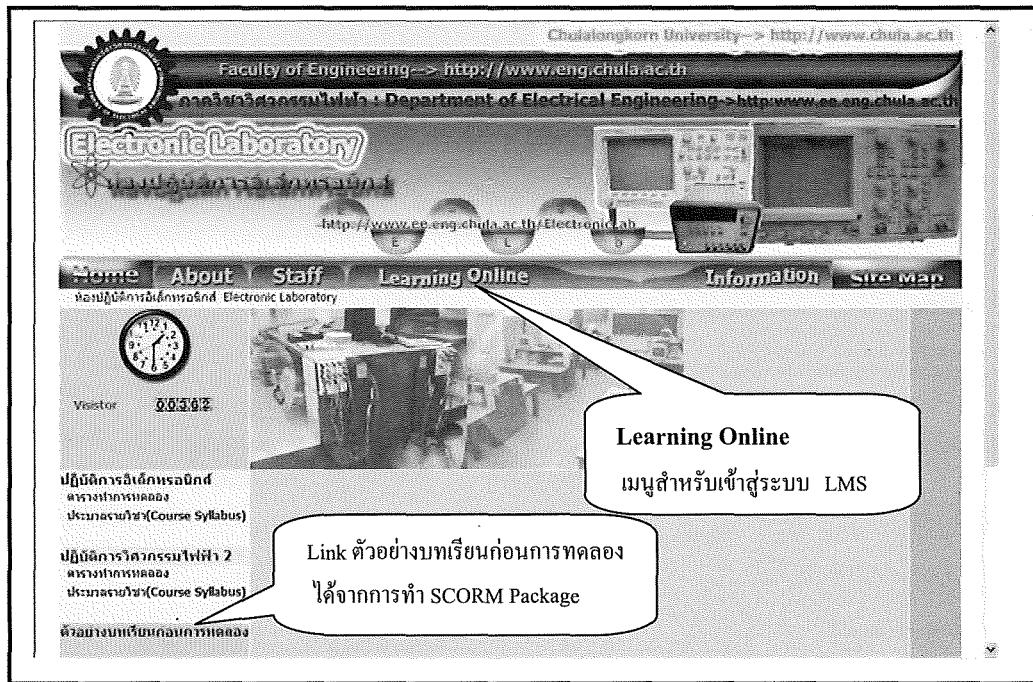 Chulalongkorn University--> http://www.chula.ac.th
Faculty of Engineering--> http://www.eng.chula.ac.th
ภาควิชาวิศวกรรมไฟฟ้า : Department of Electrical Engineering->http:www.ee.eng.chula.ac.th
Electronic Laboratory
ห้องปฏิบัติการอิเล็กทรอนิกส์
http://www.ee.eng.chula.ac.th/ElectronicLab
E L
Home About Staff Learning Online Information Site Map
ห้องปฏิบัติการอิเล็กทรอนิกส์ Electronic Laboratory
Visistor 00362
Learning Online
เมนูสำหรับเข้าสู่ระบบ LMS
ปฏิบัติการอิเล็กทรอนิกส์
ตารางทำการทดลอง
ประมวลรายวิชา(Course Syllabus)
Link ตัวอย่างบทเรียนก่อนการทดลอง
ได้จากการทำ SCORM Package
ปฏิบัติการวิศวกรรมไฟฟ้า 2
ตารางทำการทดลอง
ประมวลรายวิชา(Course Syllabus)
ตัวอย่างบทเรียนก่อนการทดลอง